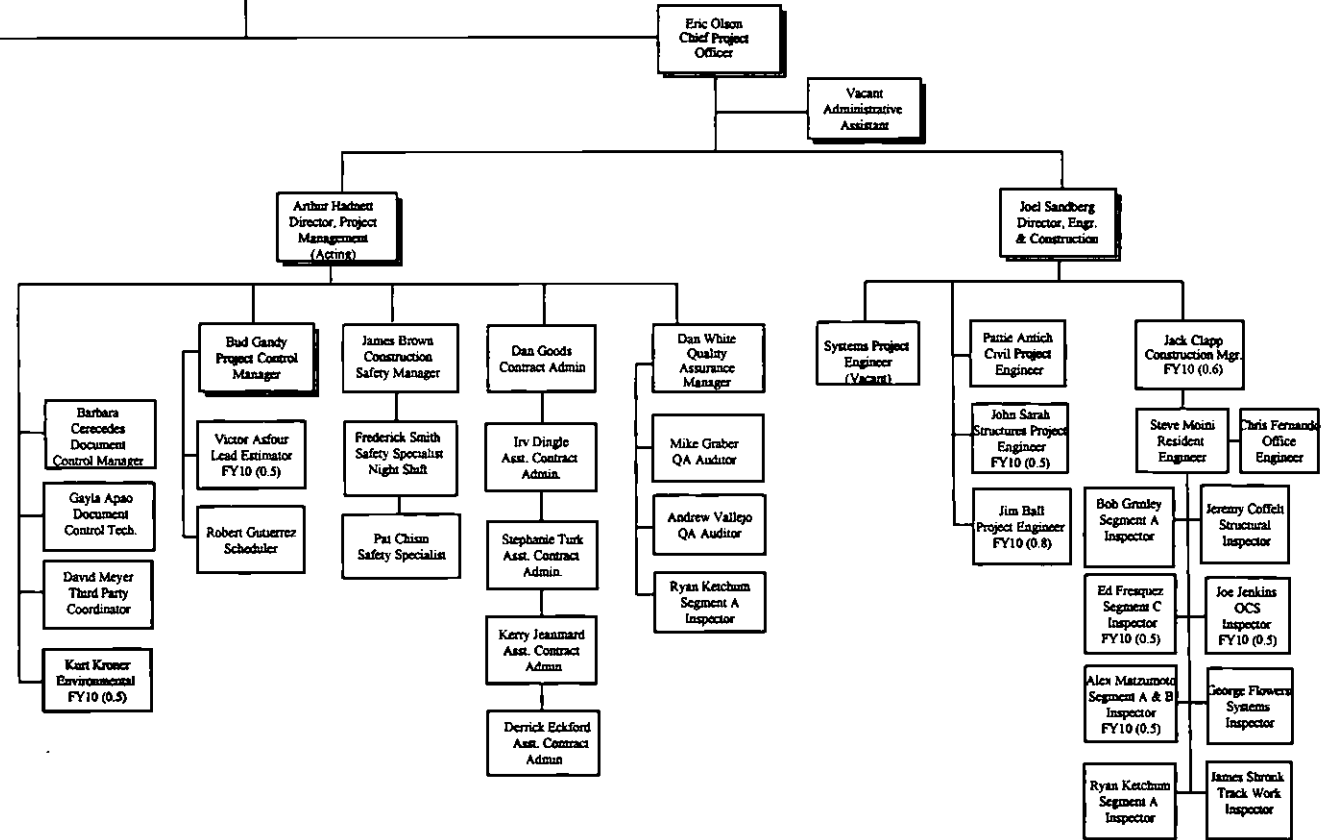 Eric Olson
Chief Project
Officer
Vacant
Administrative
Assistant
Arthur Hadnett
Director, Project
Management
(Acting)
Joel Sandberg
Director, Engr.
& Construction
Barbara
Cerecedes
Document
Control Manager
Gayla Apao
Document
Control Tech.
David Meyer
Third Party
Coordinator
Kurt Kroner
Environmental
FY10 (0.5)
Bud Gandy
Project Control
Manager
Victor Asfour
Lead Estimator
FY10 (0.5)
Robert Gutuerrez
Scheduler
James Brown
Construction
Safety Manager
Frederick Smith
Safety Specialist
Night Shift
Pat Chism
Safety Specialist
Dan Goods
Contract Admin
Irv Dingle
Asst. Contract
Admin.
Stephanie Turk
Asst. Contract
Admin.
Kerry Jeanmard
Asst. Contract
Admin
Derrick Eckford
Asst. Contract
Admin
Dan White
Quality
Assurance
Manager
Mike Graber
QA Auditor
Andrew Vallejo
QA Auditor
Ryan Ketchum
Segment A
Inspector
Systems Project
Engineer
(Vacant)
Pattie Antich
Civil Project
Engineer
John Sarah
Structures Project
Engineer
FY10 (0.5)
Jim Ball
Project Engineer
FY10 (0.8)
Jack Clapp
Construction Mgr.
FY10 (0.6)
Steve Moini
Resident
Engineer
Chris Fernando
Office
Engineer
Bob Grmley
Segment A
Inspector
Jeremy Coffelt
Structural
Inspector
Ed Fresquez
Segment C
Inspector
FY10 (0.5)
Joe Jenkins
OCS
Inspector
FY10 (0.5)
Alex Matzumoto
Segment A & B
Inspector
FY10 (0.5)
George Flowers
Systems
Inspector
Ryan Ketchum
Segment A
Inspector
James Shronk
Track Work
Inspector